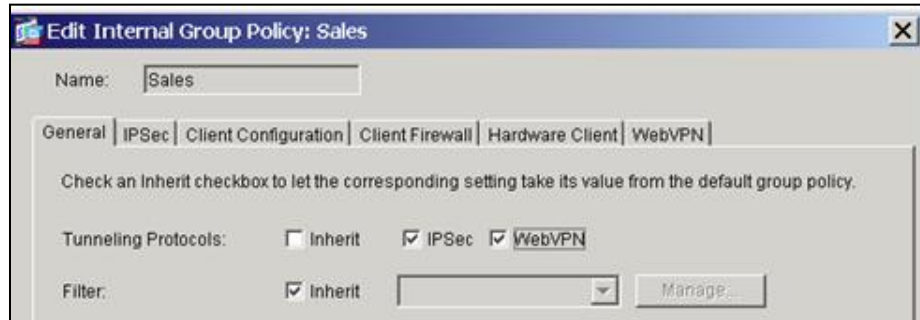 Edit Internal Group Policy: Sales
Name: Sales
General IPSec Client Configuration Client Firewall Hardware Client WebVPN
Check an Inherit checkbox to let the corresponding setting take its value from the default group policy.
Tunneling Protocols: Inherit IPSec WebVPN
Filter: Inherit Manage...